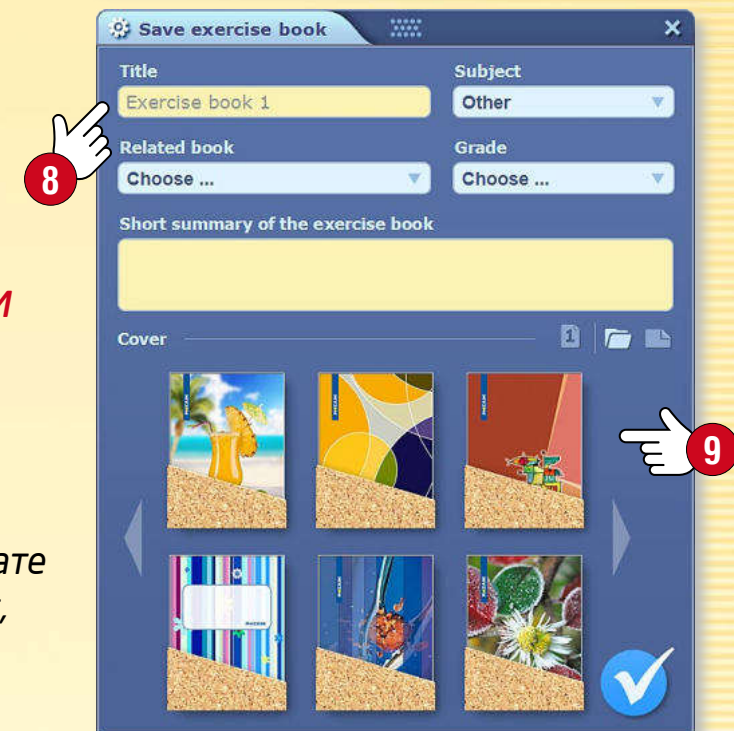 Save exercise book
Title
Subject
Exercise book 1
Other
8
Related book
Grade
Choose ...
Choose ...
Short summary of the exercise book
Cover
1
9